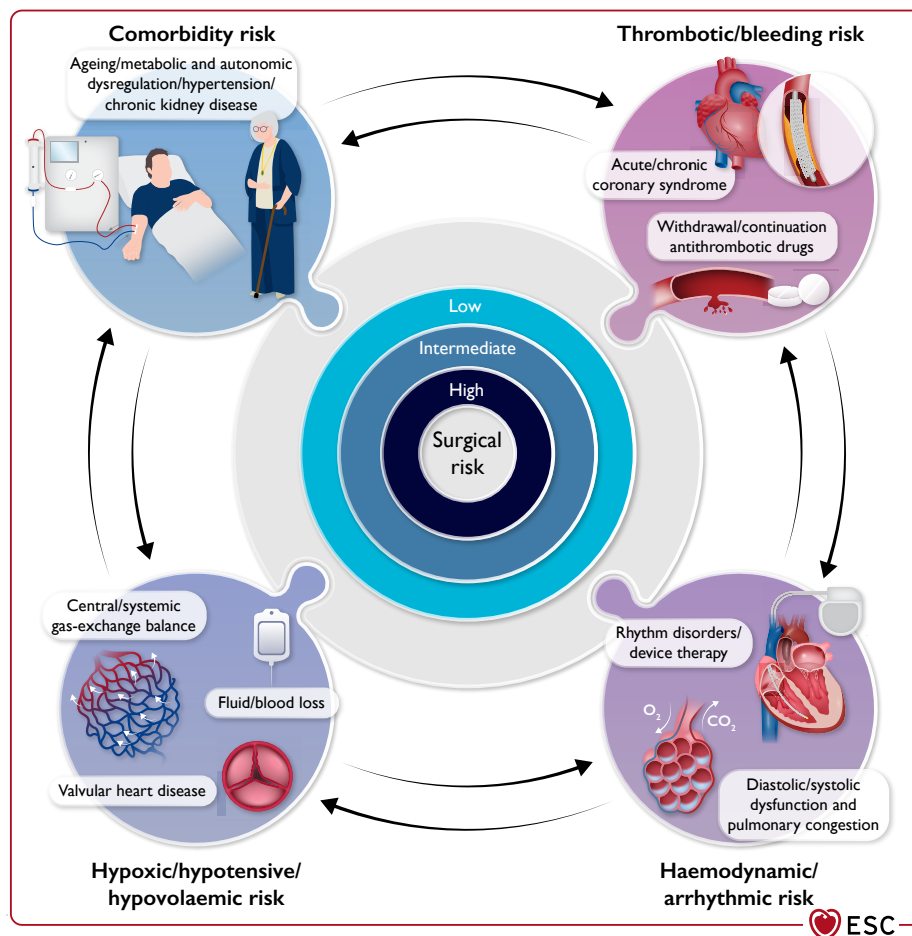 Comorbidity risk
Ageing/metabolic and autonomic
dysregulation/hypertension/
chronic kidney disease
Thrombotic/bleeding risk
Acute/chronic
coronary syndrome
Withdrawal/continuation
antithrombotic drugs
Low
Intermediate
High
Surgical
risk
Central/systemic
gas-exchange balance
Fluid/blood loss
Valvular heart disease
Hypoxic/hypotensive/
hypovolaemic risk
Rhythm disorders/
device therapy
O₂
CO₂
Diastolic/systolic
dysfunction and
pulmonary congestion
Haemodynamic/
arrhythmic risk
ESC